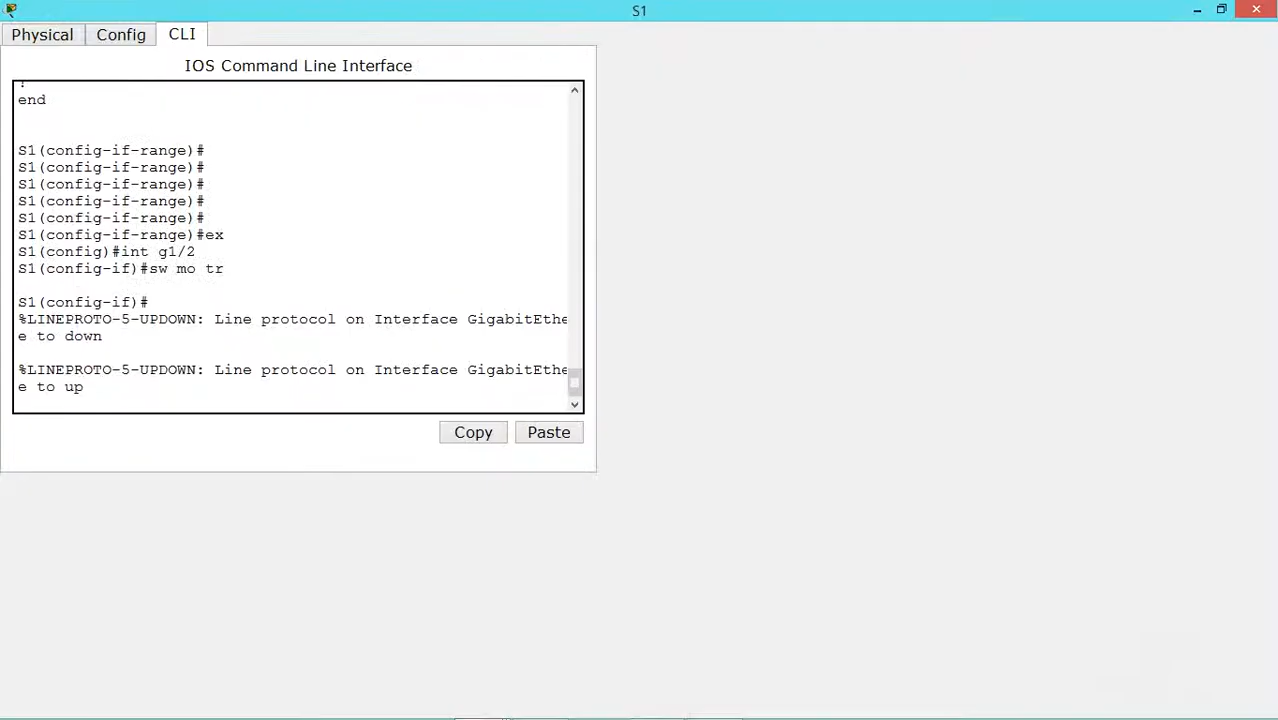 S1
Physical
Config
CLI
IOS Command Line Interface
!
end
S1(config-if-range)#
S1(config-if-range)#
S1(config-if-range)#
S1(config-if-range)#
S1(config-if-range)#
S1(config-if-range)#ex
S1(config)#int g1/2
S1(config-if)#sw mo tr
S1(config-if)#
%LINEPROTO-5-UPDOWN: Line protocol on Interface GigabitEthe
e to down
%LINEPROTO-5-UPDOWN: Line protocol on Interface GigabitEthe
e to up
Copy
Paste